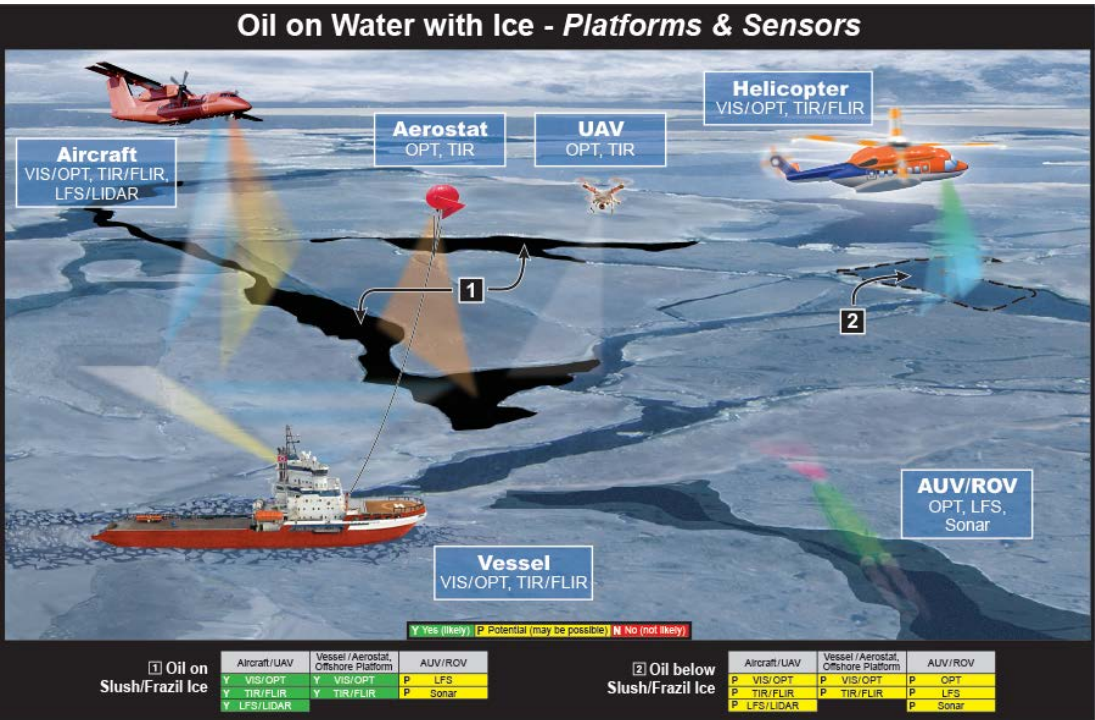 Oil on Water with Ice - Platforms & Sensors
Aircraft
VIS/OPT, TIR/FLIR,
LFS/LIDAR
Aerostat
OPT, TIR
UAV
OPT, TIR
Helicopter
VIS/OPT, TIR/FLIR
1
2
AUV/ROV
OPT, LFS,
Sonar
Vessel
VIS/OPT, TIR/FLIR
Y Yes (likely) P Potential (may be possible) N No (not likely)
1 Oil on
Slush/Frazil Ice
Aircraft/UAV
Vessel/Aerostat,
Offshore Platform
AUV/ROV
Y VIS/OPT Y VIS/OPT P LFS
Y TIR/FLIR Y TIR/FLIR P Sonar
Y LFS/LIDAR
2 Oil below
Slush/Frazil Ice
Aircraft/UAV
Vessel/Aerostat,
Offshore Platform
AUV/ROV
P VIS/OPT P VIS/OPT P OPT
P TIR/FLIR P TIR/FLIR P LFS
P LFS/LIDAR P Sonar